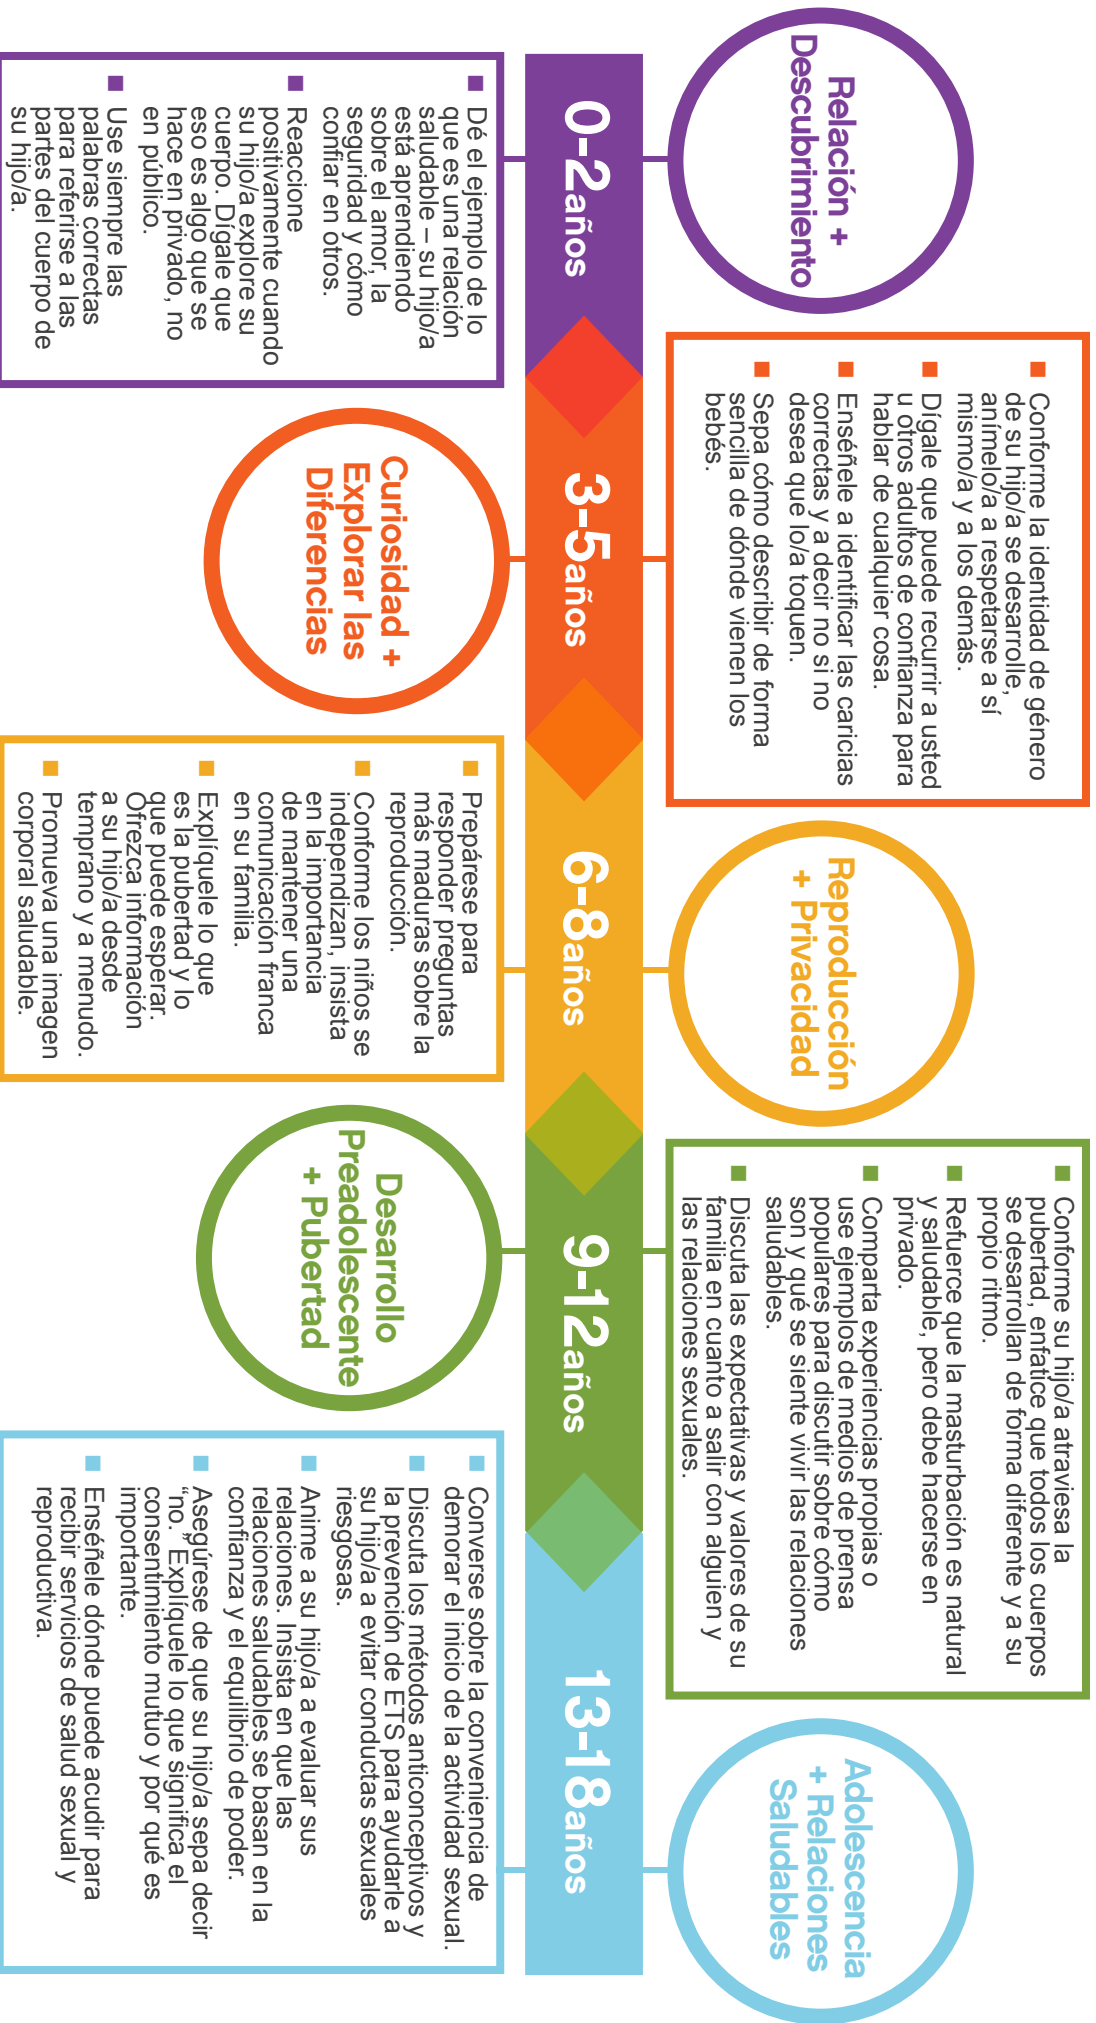 Relación +
Descubrimiento
0-2 años
Dé el ejemplo de lo
que es una relación
saludable – su hijo/a
está aprendiendo
sobre el amor, la
seguridad y cómo
confiar en otros.
Reaccione
positivamente cuando
su hijo/a explore su
cuerpo. Dígale que
eso es algo que se
hace en privado, no
en público.
Use siempre las
palabras correctas
para referirse a las
partes del cuerpo de
su hijo/a.
Conforme la identidad de género
de su hijo/a se desarrolle,
anímelo/a a respetarse a sí
mismo/a y a los demás.
Dígale que puede recurrir a usted
u otros adultos de confianza para
hablar de cualquier cosa.
Enséñele a identificar las caricias
correctas y a decir no si no
desea que lo/a toquen.
Sepa cómo describir de forma
sencilla de dónde vienen los
bebés.
3-5 años
Curiosidad +
Explorar las
Diferencias
Reproducción
+ Privacidad
6-8 años
Prepárese para
responder preguntas
más maduras sobre la
reproducción.
Conforme los niños se
independizan, insista
en la importancia
de mantener una
comunicación franca
en su familia.
Explíquele lo que
es la pubertad y lo
que puede esperar.
Ofrezca información
a su hijo/a desde
temprano y a menudo.
Promueva una imagen
corporal saludable.
Conforme su hijo/a atraviesa la
pubertad, enfatice que todos los cuerpos
se desarrollan de forma diferente y a su
propio ritmo.
Refuerce que la masturbación es natural
y saludable, pero debe hacerse en
privado.
Comparta experiencias propias o
use ejemplos de medios de prensa
populares para discutir sobre cómo
son y qué se siente vivir las relaciones
saludables.
Discuta las expectativas y valores de su
familia en cuanto a salir con alguien y
las relaciones sexuales.
9-12 años
Desarrollo
Preadolescente
+ Pubertad
Adolescencia
+ Relaciones
Saludables
13-18 años
Converse sobre la conveniencia de
demorar el inicio de la actividad sexual.
Discuta los métodos anticonceptivos y
la prevención de ETS para ayudarle a
su hijo/a a evitar conductas sexuales
riesgosas.
Anime a su hijo/a a evaluar sus
relaciones. Insista en que las
relaciones saludables se basan en la
confianza y el equilibrio de poder.
Asegúrese de que su hijo/a sepa decir
“no.” Explíquele lo que significa el
consentimiento mutuo y por qué es
importante.
Enséñele dónde puede acudir para
recibir servicios de salud sexual y
reproductiva.